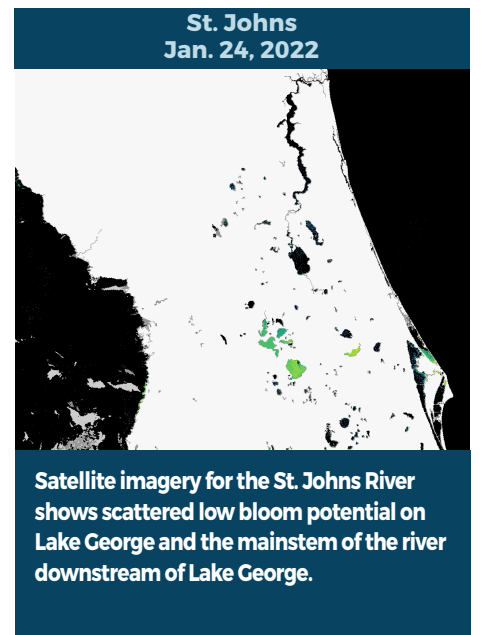 St. Johns
Jan. 24, 2022
Satellite imagery for the St. Johns River
shows scattered low bloom potential on
Lake George and the mainstem of the river
downstream of Lake George.